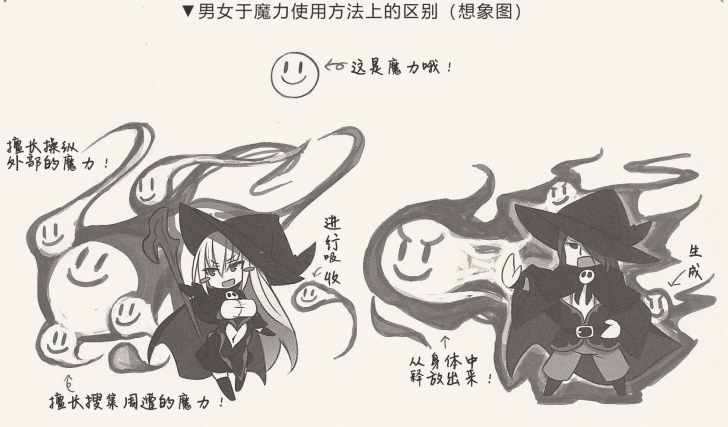 ▼男女于魔力使用方法上的区别（想象图）
这是魔力哦！
擅长操纵
外部的魔力！
进行吸收
擅长搜集周遭的魔力！
生成
从身体中
释放出来！